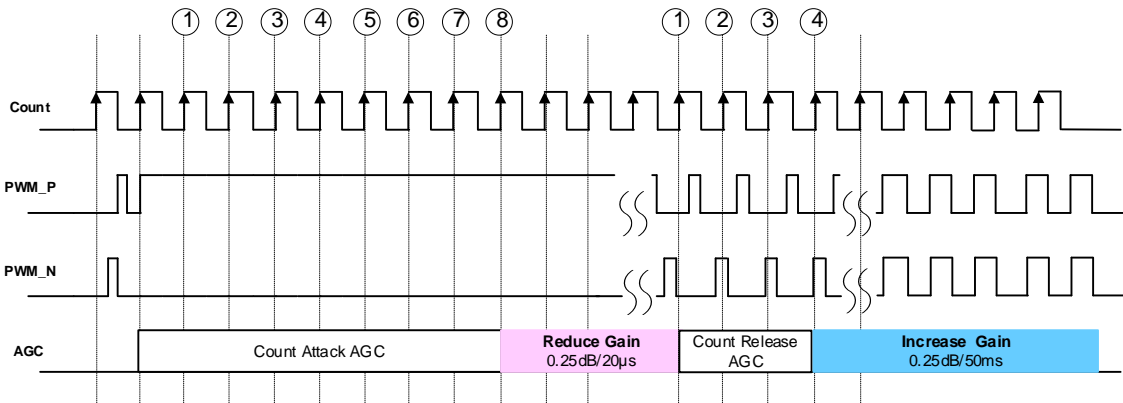 1 2 3 4 5 6 7 8 1 2 3 4
Count
PWM_P
PWM_N
AGC
Count Attack AGC
Reduce Gain
0.25dB/20µs
Count Release
AGC
Increase Gain
0.25dB/50ms